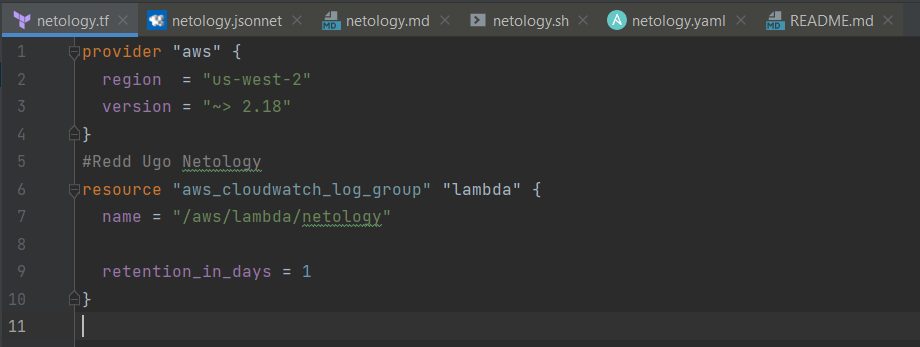 netology.tf netology.jsonnet netology.md netology.sh netology.yaml README.md
1 provider "aws" {
2   region  = "us-west-2"
3   version = "~> 2.18"
4 }
5 #Redd Ugo Netology
6 resource "aws_cloudwatch_log_group" "lambda" {
7   name = "/aws/lambda/netology"
8
9   retention_in_days = 1
10 }
11